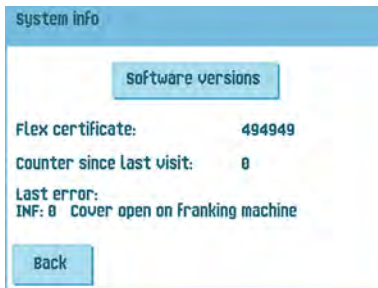 System info
Software versions
Flex certificate: 494949
Counter since last visit: 0
Last error:
INF: 0 Cover open on franking machine
Back